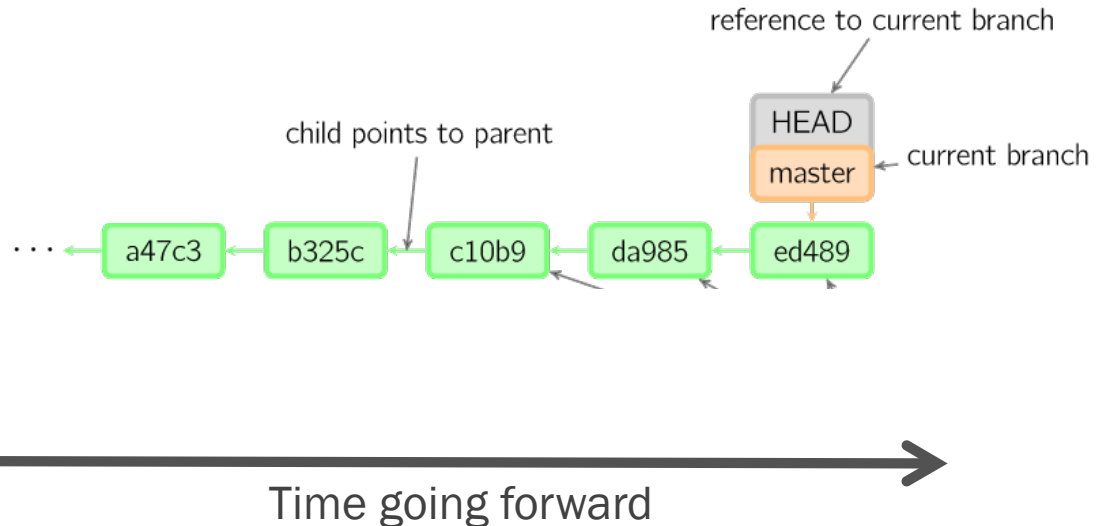 reference to current branch
HEAD
child points to parent
current branch
master
... a47c3 b325c c10b9 da985 ed489
Time going forward